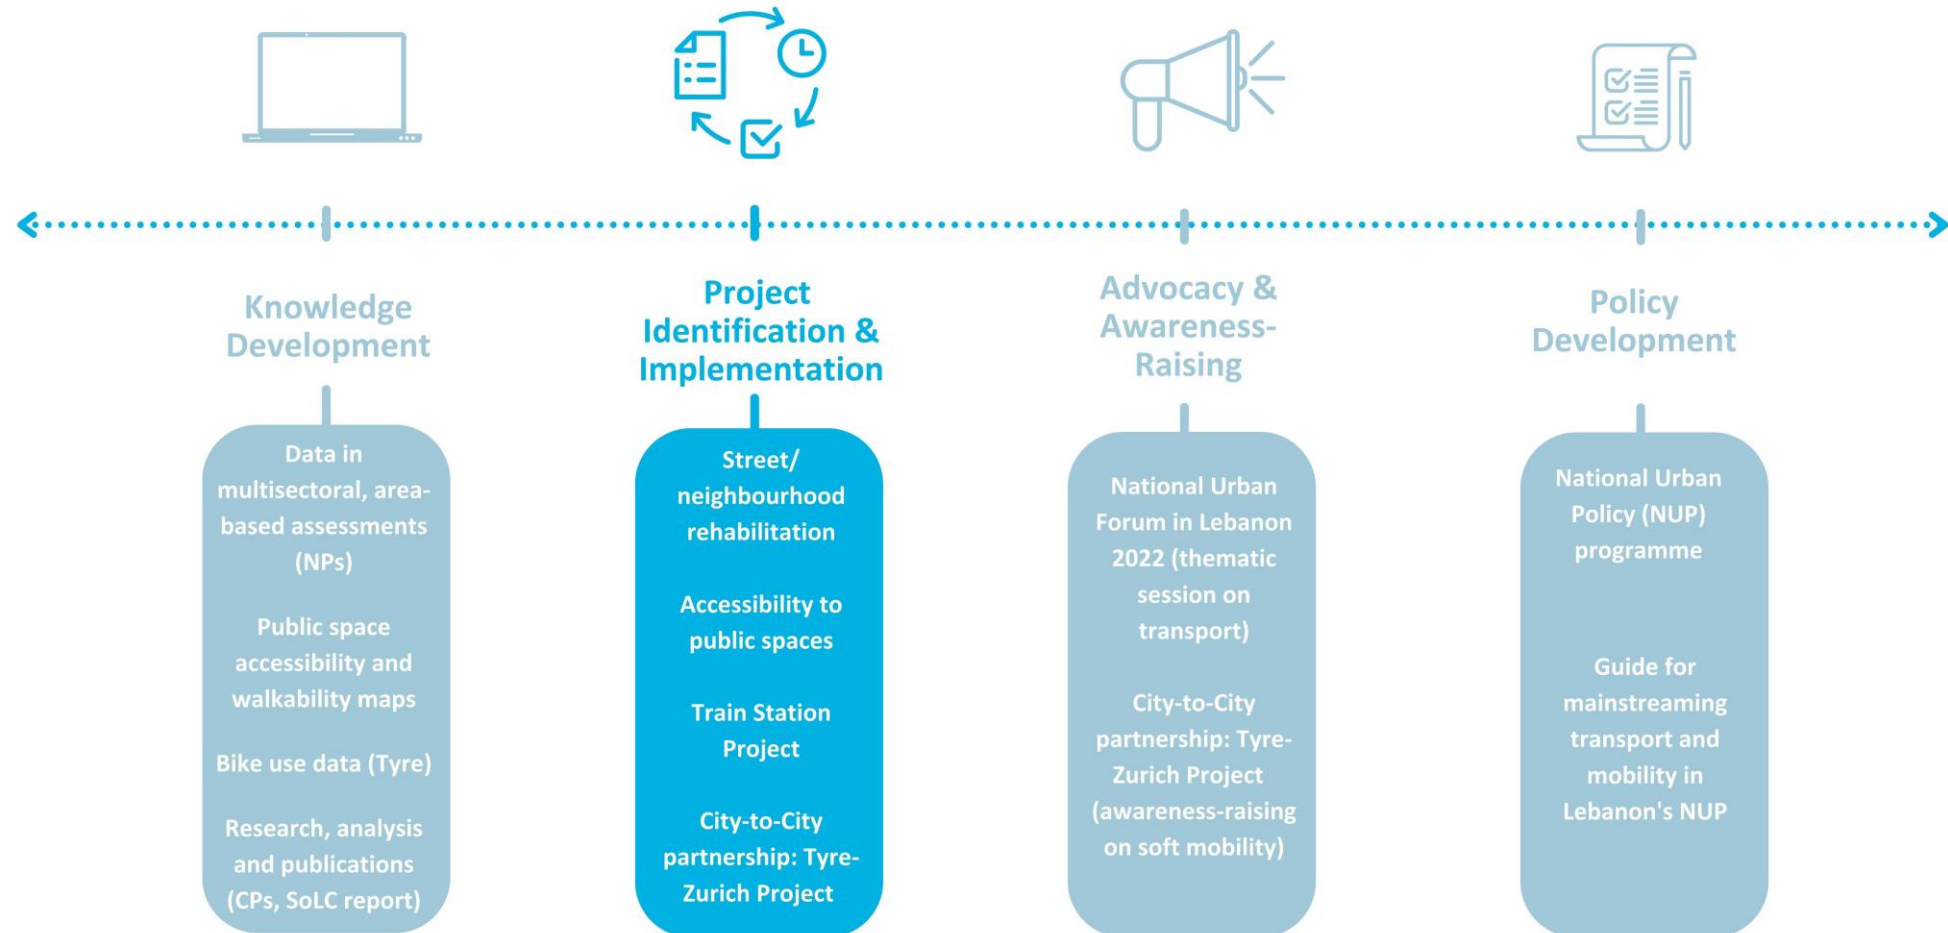 Knowledge
Development
Data in
multisectoral, area-
based assessments
(NPs)
Public space
accessibility and
walkability maps
Bike use data (Tyre)
Research, analysis
and publications
(CPs, SoLC report)
Project
Identification &
Implementation
Street/
neighbourhood
rehabilitation
Accessibility to
public spaces
Train Station
Project
City-to-City
partnership: Tyre-
Zurich Project
Advocacy &
Awareness-
Raising
National Urban
Forum in Lebanon
2022 (thematic
session on
transport)
City-to-City
partnership: Tyre-
Zurich Project
(awareness-raising
on soft mobility)
Policy
Development
National Urban
Policy (NUP)
programme
Guide for
mainstreaming
transport and
mobility in
Lebanon's NUP